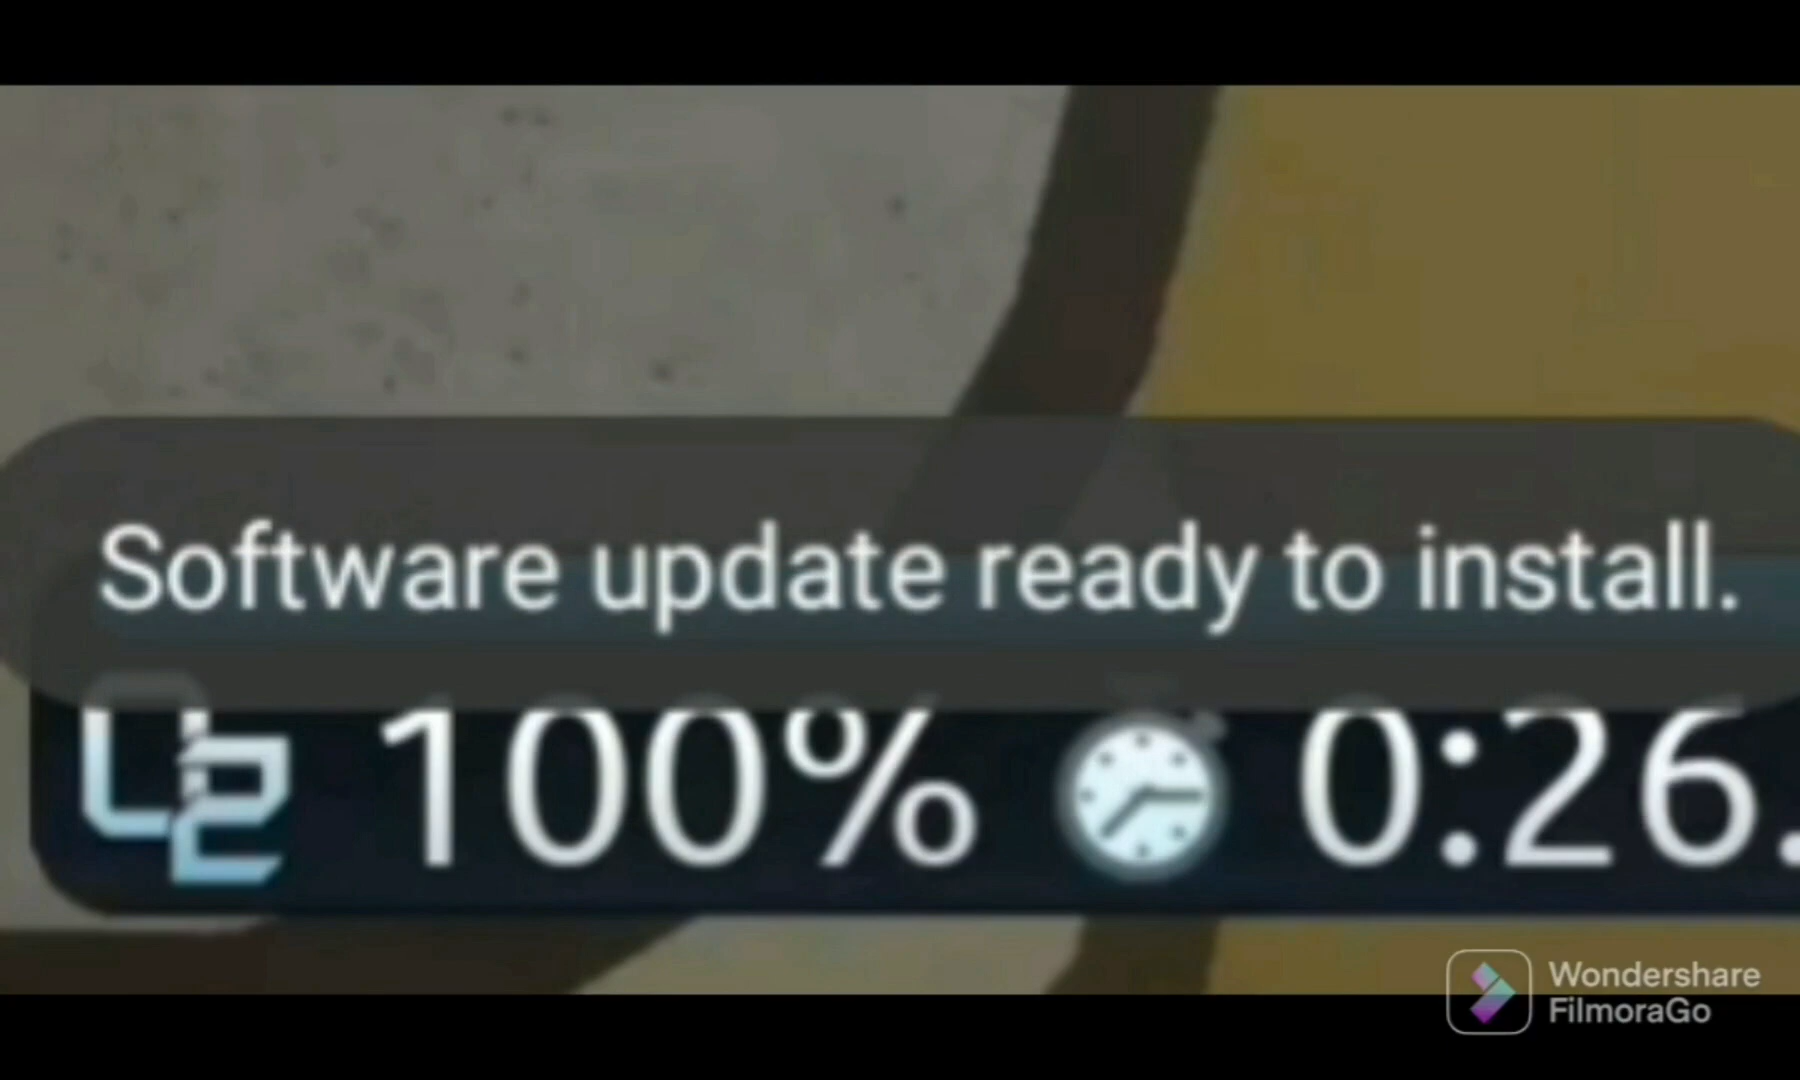 Software update ready to install.
100% 0:26.
Wondershare
FilmoraGo